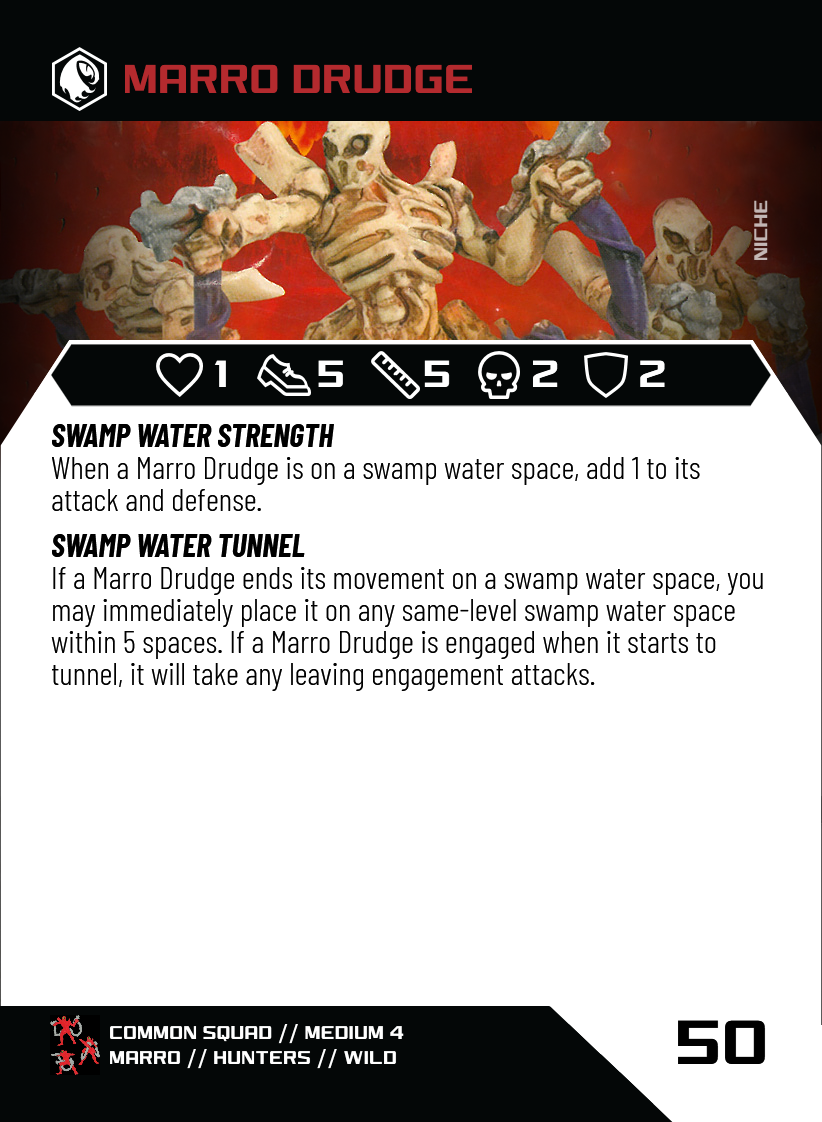 MARRO DRUDGE
NICHE
1 5 5 2 2
SWAMP WATER STRENGTH
When a Marro Drudge is on a swamp water space, add 1 to its
attack and defense.
SWAMP WATER TUNNEL
If a Marro Drudge ends its movement on a swamp water space, you
may immediately place it on any same-level swamp water space
within 5 spaces. If a Marro Drudge is engaged when it starts to
tunnel, it will take any leaving engagement attacks.
COMMON SQUAD // MEDIUM 4
MARRO // HUNTERS // WILD
50